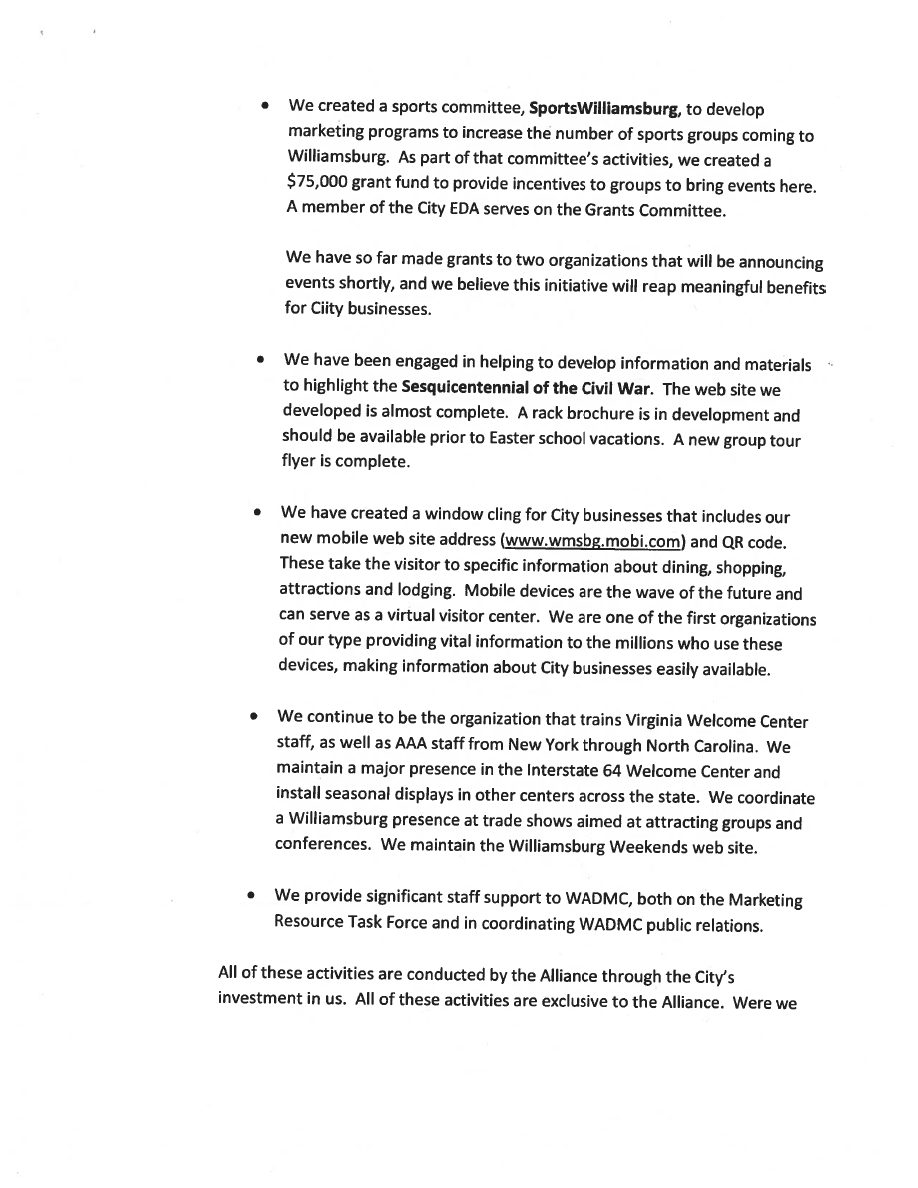 • We created a sports committee, SportsWilliamsburg, to develop
marketing programs to increase the number of sports groups coming to
Williamsburg. As part of that committee's activities, we created a
$75,000 grant fund to provide incentives to groups to bring events here.
A member of the City EDA serves on the Grants Committee.
We have so far made grants to two organizations that will be announcing
events shortly, and we believe this initiative will reap meaningful benefits
for Ciity businesses.
• We have been engaged in helping to develop information and materials
to highlight the Sesquicentennial of the Civil War. The web site we
developed is almost complete. A rack brochure is in development and
should be available prior to Easter school vacations. A new group tour
flyer is complete.
• We have created a window cling for City businesses that includes our
new mobile web site address (www.wmsbg.mobi.com) and QR code.
These take the visitor to specific information about dining, shopping,
attractions and lodging. Mobile devices are the wave of the future and
can serve as a virtual visitor center. We are one of the first organizations
of our type providing vital information to the millions who use these
devices, making information about City businesses easily available.
• We continue to be the organization that trains Virginia Welcome Center
staff, as well as AAA staff from New York through North Carolina. We
maintain a major presence in the Interstate 64 Welcome Center and
install seasonal displays in other centers across the state. We coordinate
a Williamsburg presence at trade shows aimed at attracting groups and
conferences. We maintain the Williamsburg Weekends web site.
• We provide significant staff support to WADMC, both on the Marketing
Resource Task Force and in coordinating WADMC public relations.
All of these activities are conducted by the Alliance through the City's
investment in us. All of these activities are exclusive to the Alliance. Were we